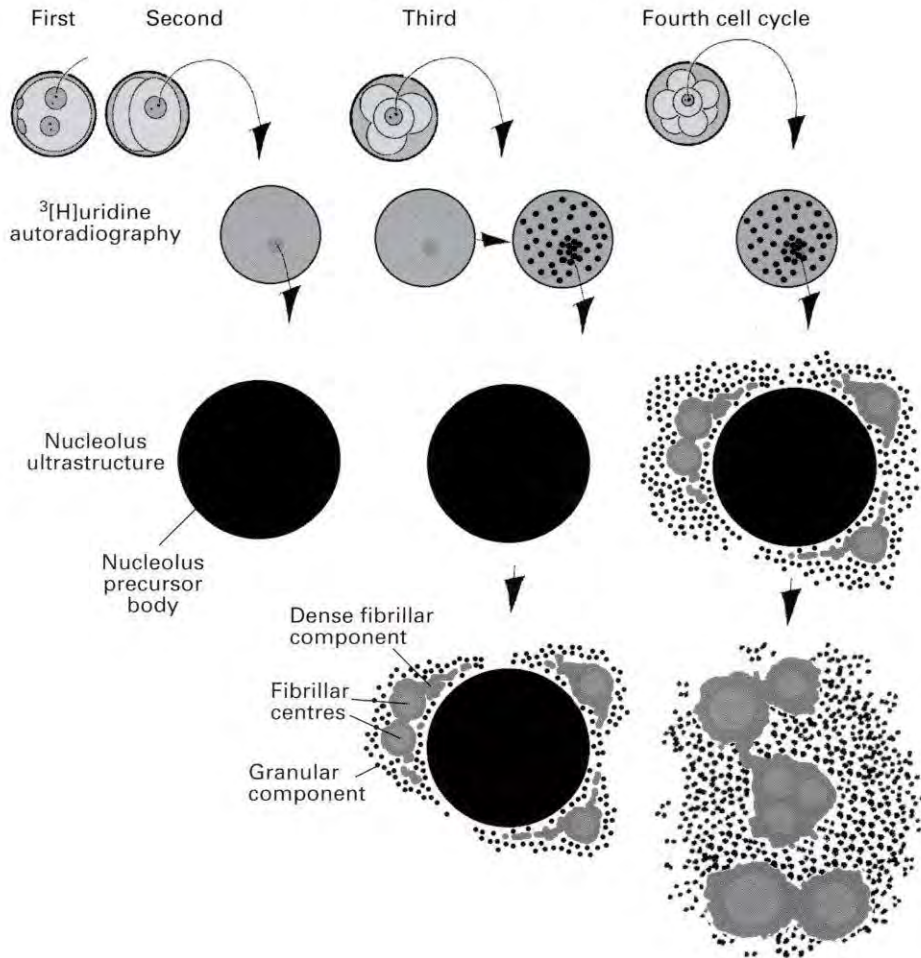 First
Second
Third
Fourth cell cycle
³[H]uridine
autoradiography
Nucleolus
ultrastructure
Nucleolus
precursor
body
Dense fibrillar
component
Fibrillar
centres
Granular
component